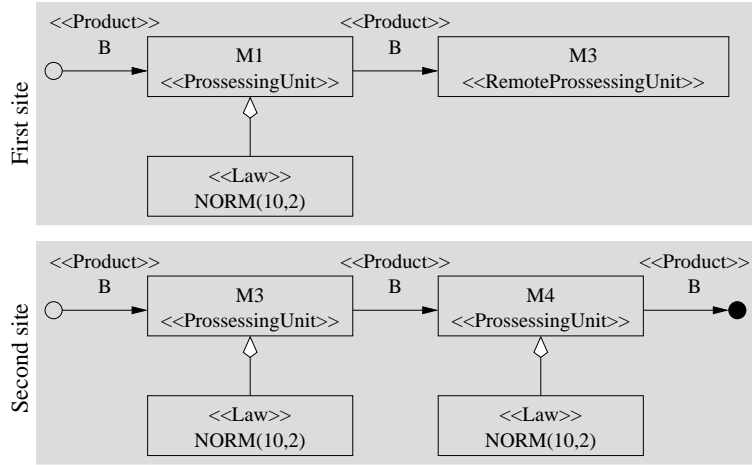 First site
<<Product>>
B
M1
<<ProssessingUnit>>
<<Product>>
B
M3
<<RemoteProssessingUnit>>
<<Law>>
NORM(10,2)
Second site
<<Product>>
B
M3
<<ProssessingUnit>>
<<Product>>
B
M4
<<ProssessingUnit>>
<<Product>>
B
<<Law>>
NORM(10,2)
<<Law>>
NORM(10,2)